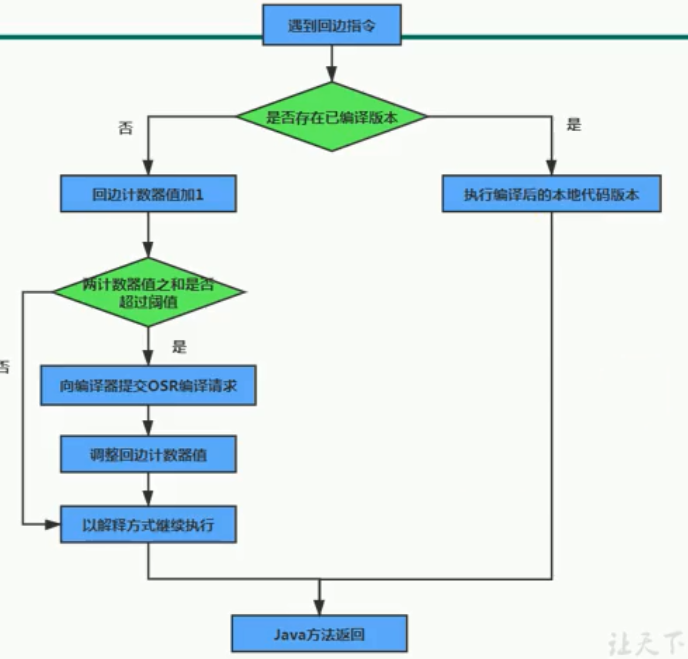 遇到回边指令
是否存在已编译版本
否
是
回边计数器值加1
执行编译后的本地代码版本
两计数器值之和是否
超过阈值
是
否
向编译器提交OSR编译请求
调整回边计数器值
以解释方式继续执行
Java方法返回
让天下